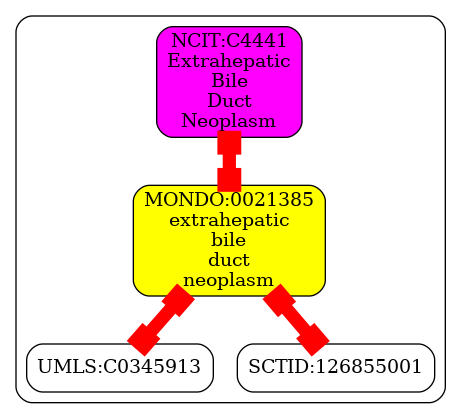 NCIT:C4441
Extrahepatic
Bile
Duct
Neoplasm
MONDO:0021385
extrahepatic
bile
duct
neoplasm
UMLS:C0345913
SCTID:126855001